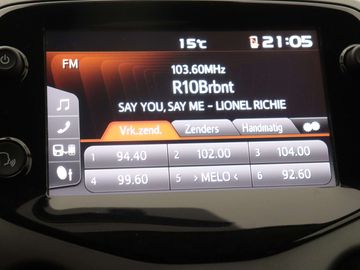 15°C
21:05
FM
103.60MHz
R10Brbnt
SAY YOU, SAY ME - LIONEL RICHIE
Vrk.zend. Zenders Handmatig
1 94.40 2 102.00 3 104.00
4 99.60 5 > MELO < 6 92.60